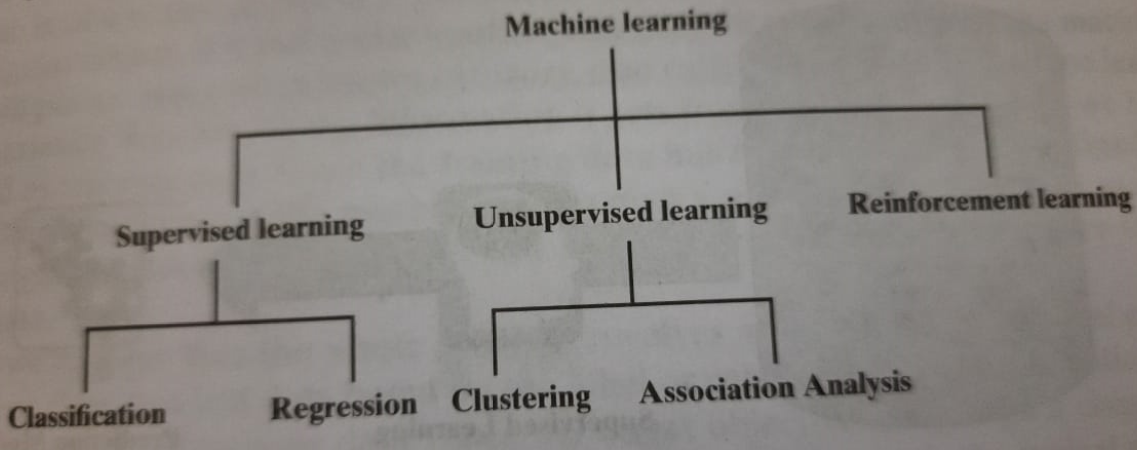 Machine learning
Supervised learning
Unsupervised learning
Reinforcement learning
Classification
Regression
Clustering
Association Analysis